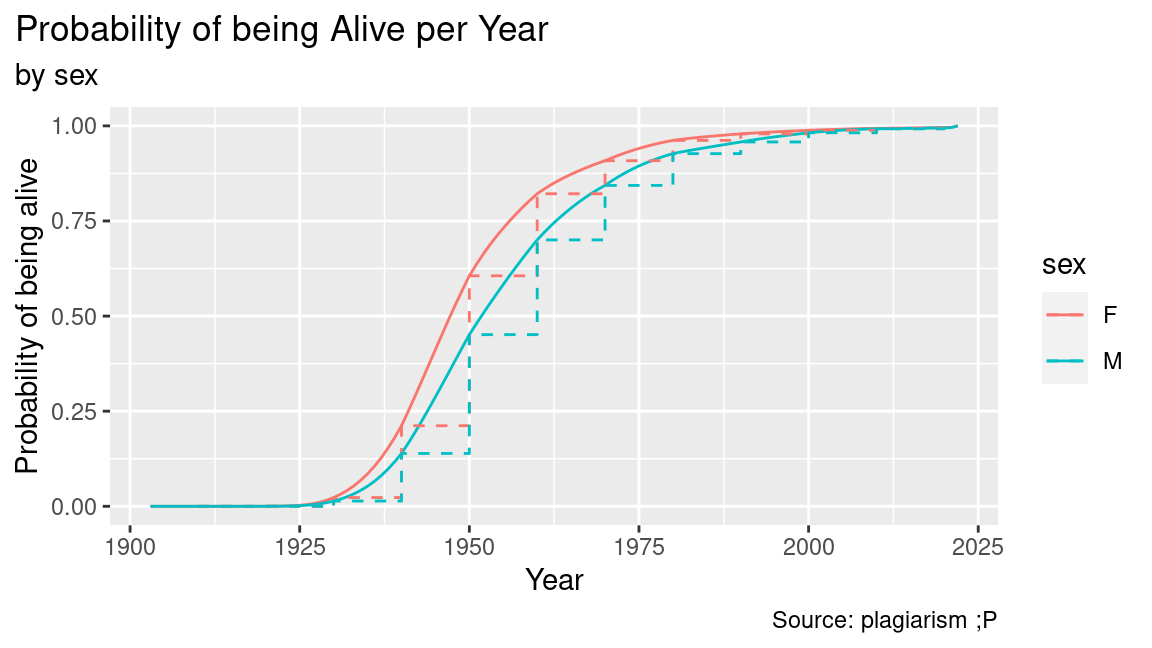 Probability of being Alive per Year
by sex
Probability of being alive
1.00
0.75
0.50
0.25
0.00
1900 1925 1950 1975 2000 2025
Year
sex
F
M
Source: plagiarism ;P